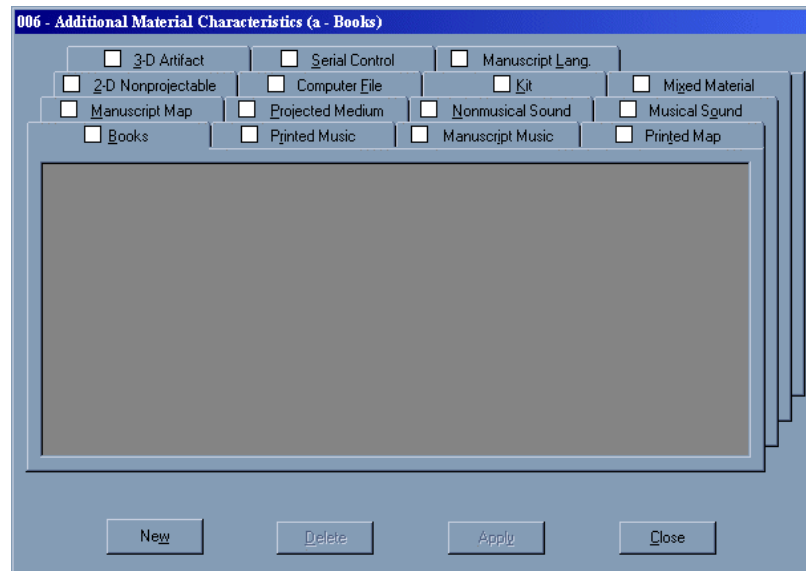 006 - Additional Material Characteristics (a - Books)
3-D Artifact Serial Control Manuscript Lang.
2-D Nonprojectable Computer File Kit Mixed Material
Manuscript Map Projected Medium Nonmusical Sound Musical Sound
Books Printed Music Manuscript Music Printed Map
New Delete Apply Close